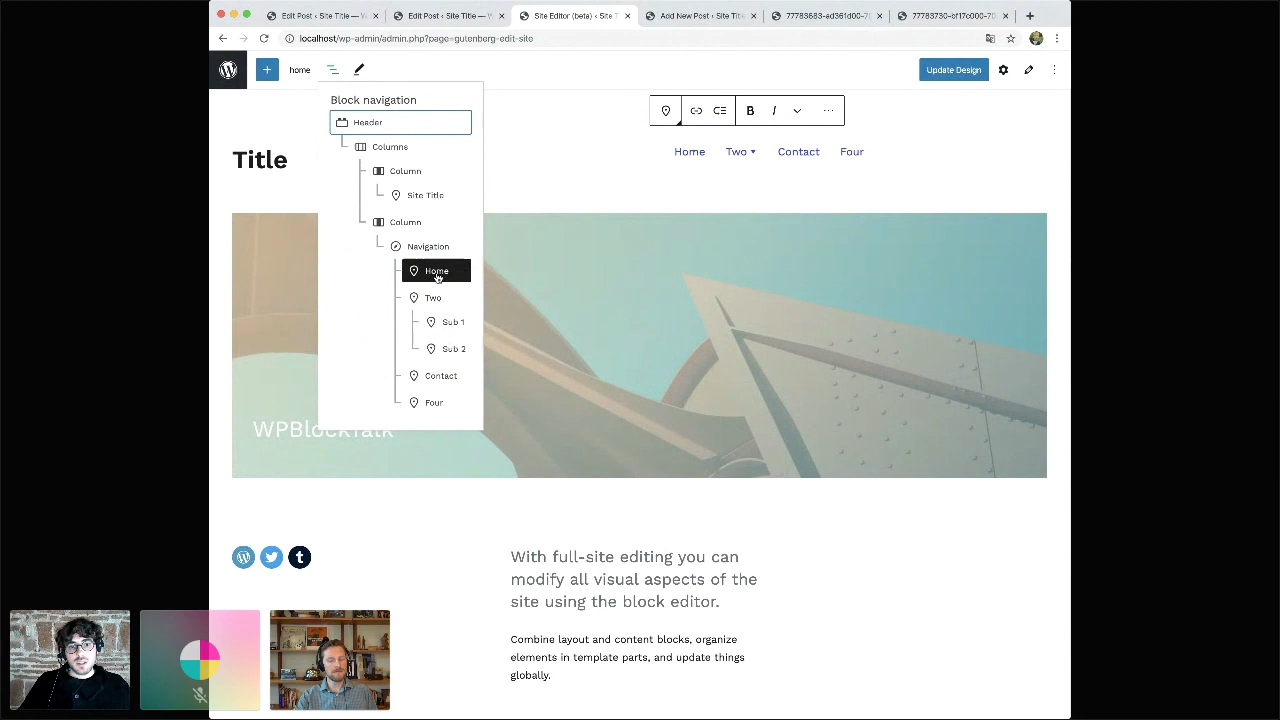 Edit Post ‹ Site Title — W
Edit Post ‹ Site Title — W
Site Editor (beta) ‹ Site T
Add New Post ‹ Site Title
localhost/wp-admin/admin.php?page=gutenberg-edit-site
home
Update Design
Block navigation
Header
Columns
Column
Site Title
Column
Navigation
Home
Two
Sub 1
Sub 2
Contact
Four
B I
Title
Home Two Contact Four
WPBlockTalk
With full-site editing you can
modify all visual aspects of the
site using the block editor.
Combine layout and content blocks, organize
elements in template parts, and update things
globally.